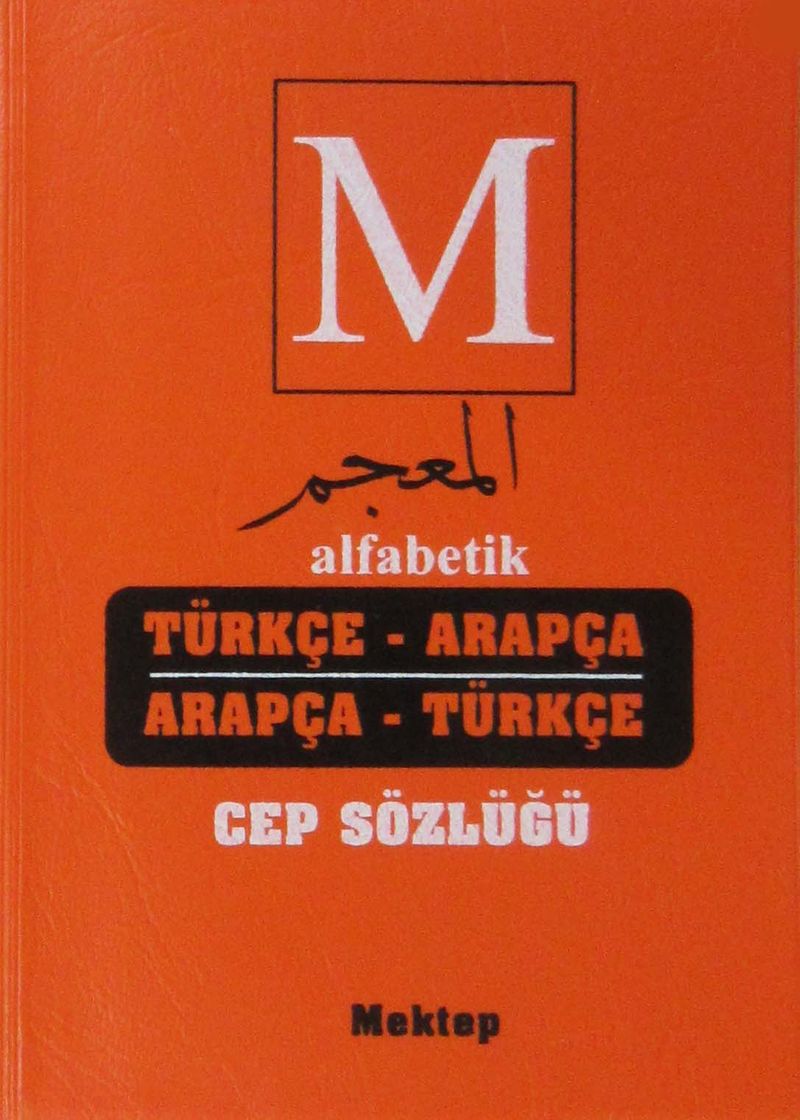 M
المعجم
alfabetik
TÜRKÇE - ARAPÇA
ARAPÇA - TÜRKÇE
CEP SÖZLÜĞÜ
Mektep